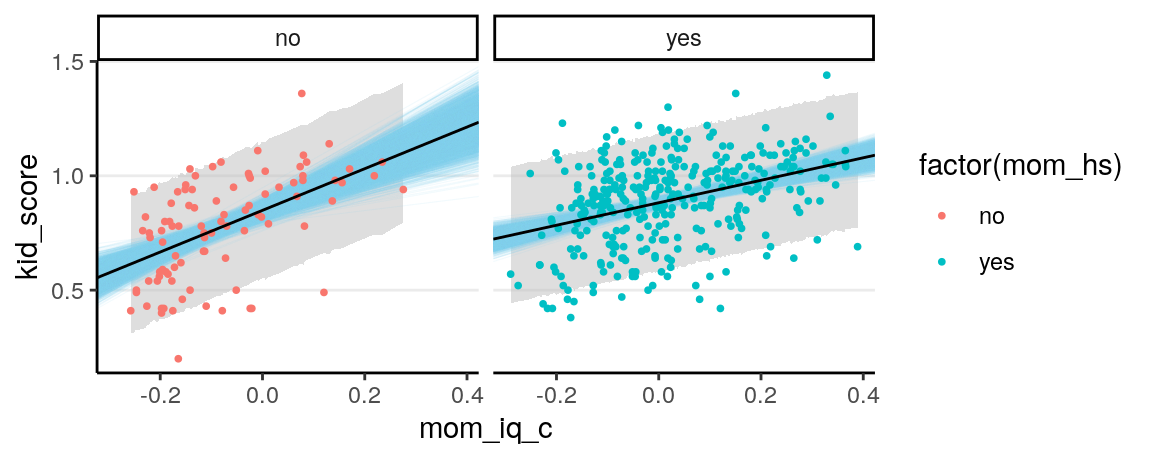 no
yes
1.5
1.0
0.5
kid_score
-0.2
0.0
0.2
0.4
-0.2
0.0
0.2
0.4
mom_iq_c
factor(mom_hs)
no
yes